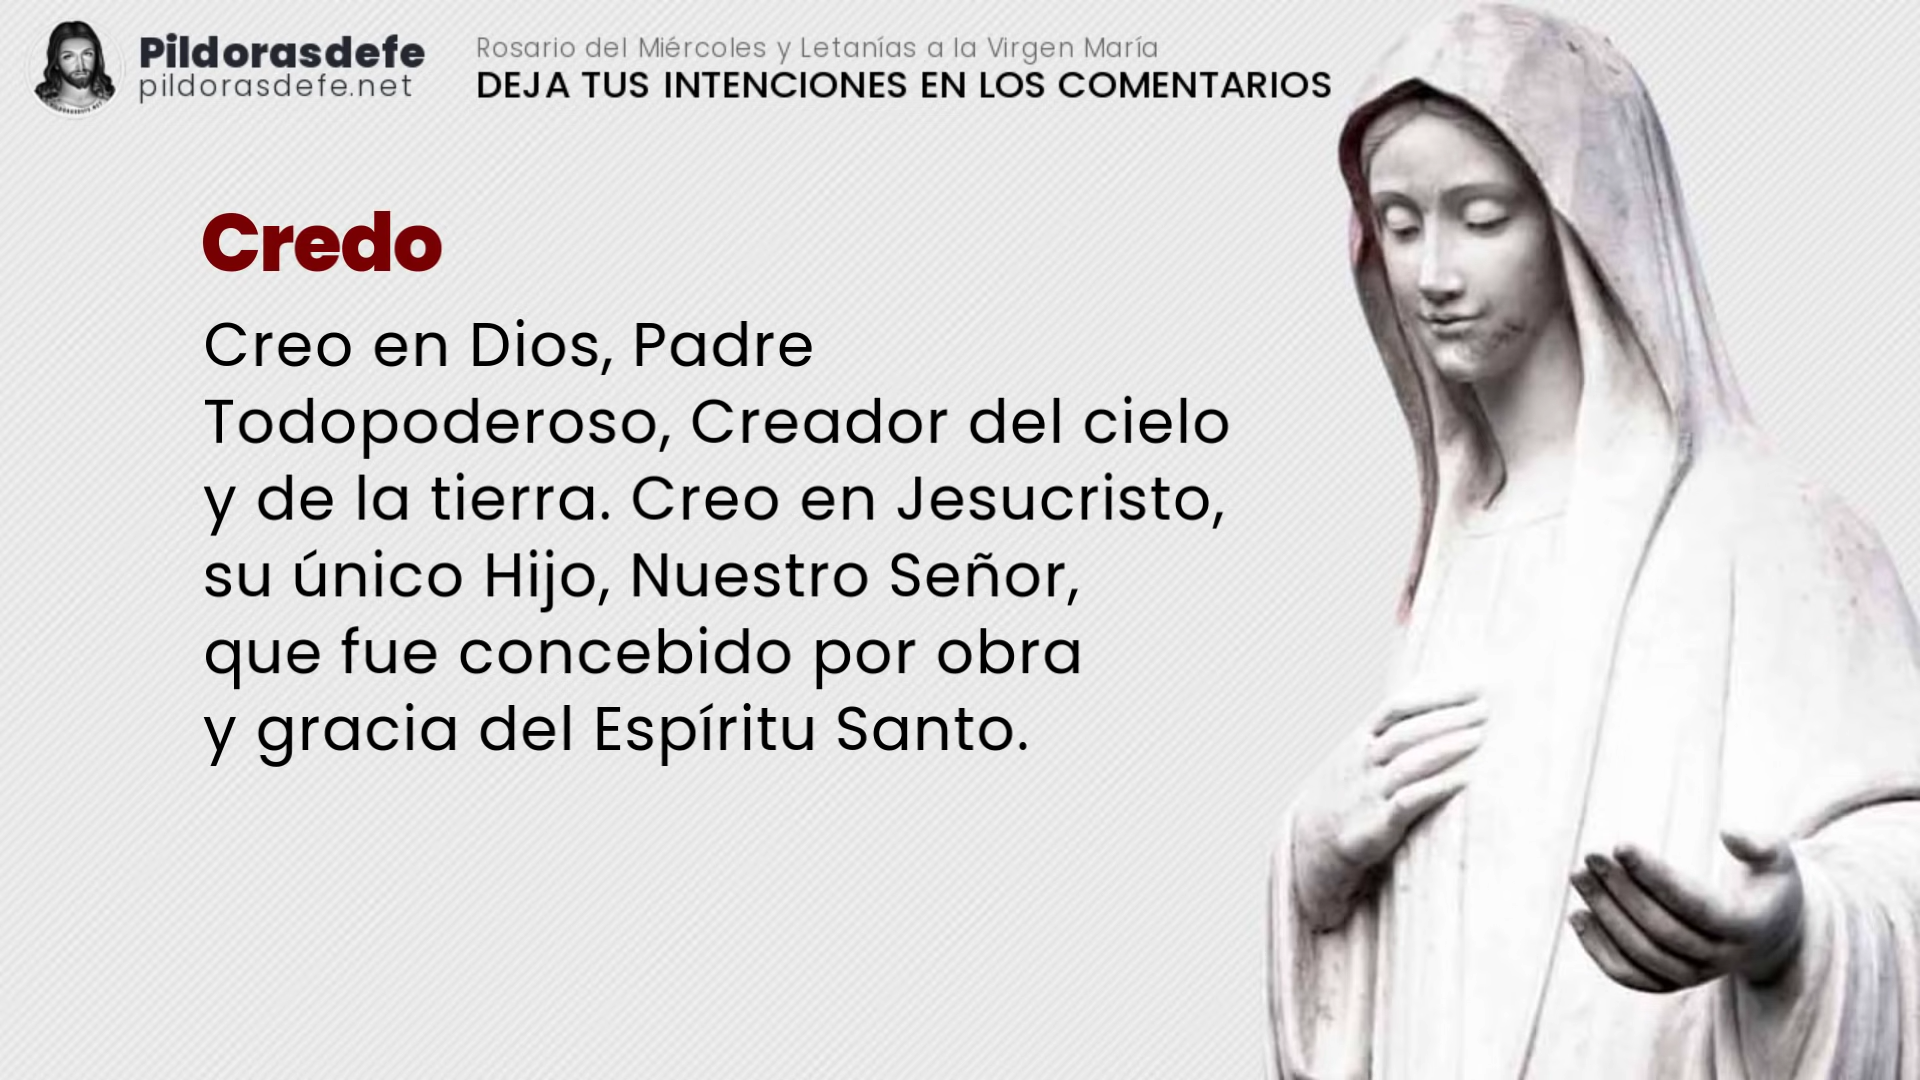 Pildorasdefe
pildorasdefe.net
Rosario del Miércoles y Letanías a la Virgen María
DEJA TUS INTENCIONES EN LOS COMENTARIOS
Credo
Creo en Dios, Padre
Todopoderoso, Creador del cielo
y de la tierra. Creo en Jesucristo,
su único Hijo, Nuestro Señor,
que fue concebido por obra
y gracia del Espíritu Santo.